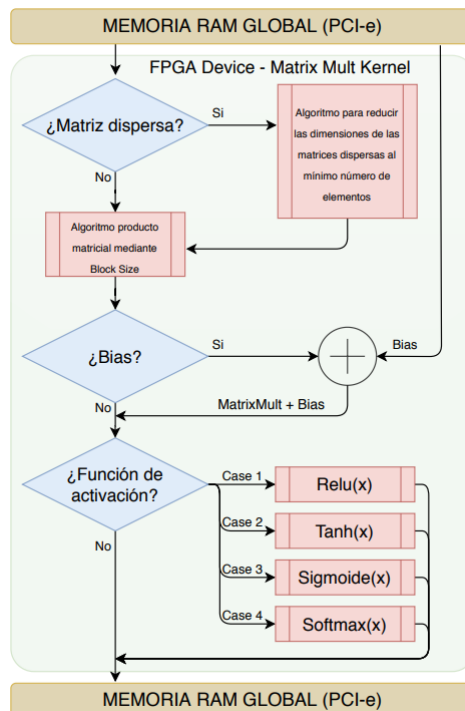 MEMORIA RAM GLOBAL (PCI-e)
FPGA Device - Matrix Mult Kernel
¿Matriz dispersa?
Si
Algoritmo para reducir
las dimensiones de las
matrices dispersas al
mínimo número de
elementos
No
Algoritmo producto
matricial mediante
Block Size
¿Bias?
Si
Bias
No
MatrixMult + Bias
¿Función de
activación?
Case 1
Relu(x)
Case 2
Tanh(x)
No
Case 3
Sigmoide(x)
Case 4
Softmax(x)
MEMORIA RAM GLOBAL (PCI-e)